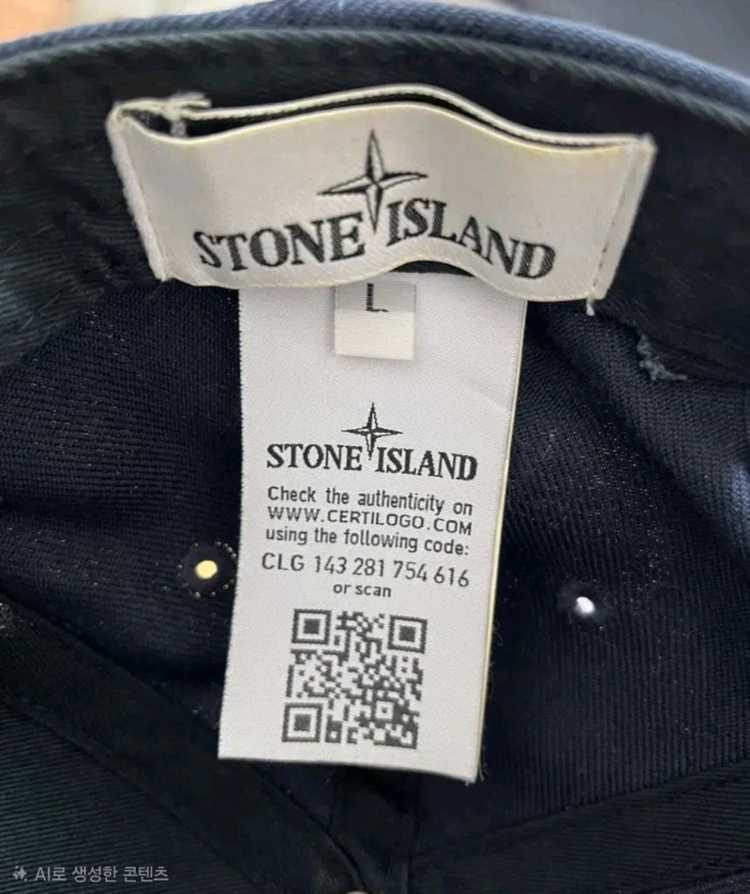 STONE ISLAND
L
STONE ISLAND
Check the authenticity on
WWW.CERTILOGO.COM
using the following code:
CLG 143 281 754 616
or scan
AI로 생성한 콘텐츠